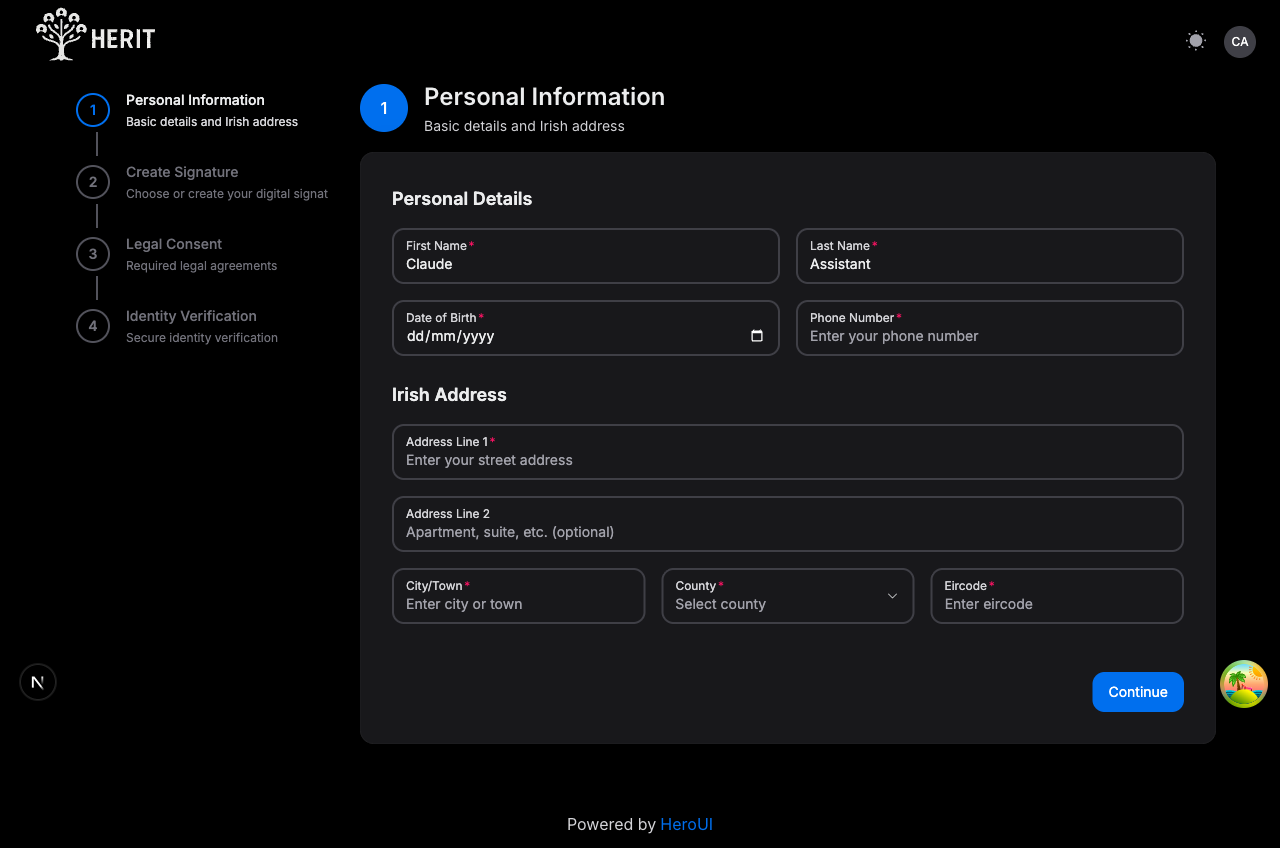 HERIT
CA
1
Personal Information
Basic details and Irish address
2
Create Signature
Choose or create your digital signat
3
Legal Consent
Required legal agreements
4
Identity Verification
Secure identity verification
1
Personal Information
Basic details and Irish address
Personal Details
First Name*
Claude
Last Name*
Assistant
Date of Birth*
dd/mm/yyyy
Phone Number*
Enter your phone number
Irish Address
Address Line 1*
Enter your street address
Address Line 2
Apartment, suite, etc. (optional)
City/Town*
Enter city or town
County*
Select county
Eircode*
Enter eircode
N
Continue
Powered by HeroUI